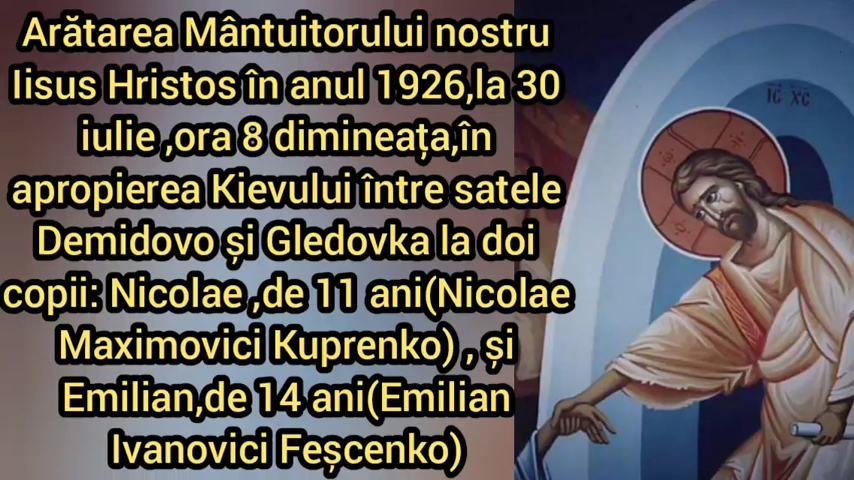 Arătarea Mântuitorului nostru
Iisus Hristos în anul 1926,la 30
iulie ,ora 8 dimineața,în
apropierea Kievului între satele
Demidovo și Gledovka la doi
copii: Nicolae ,de 11 ani(Nicolae
Maximovici Kuprenko) , și
Emilian,de 14 ani(Emilian
Ivanovici Feșcenko)
IC XC